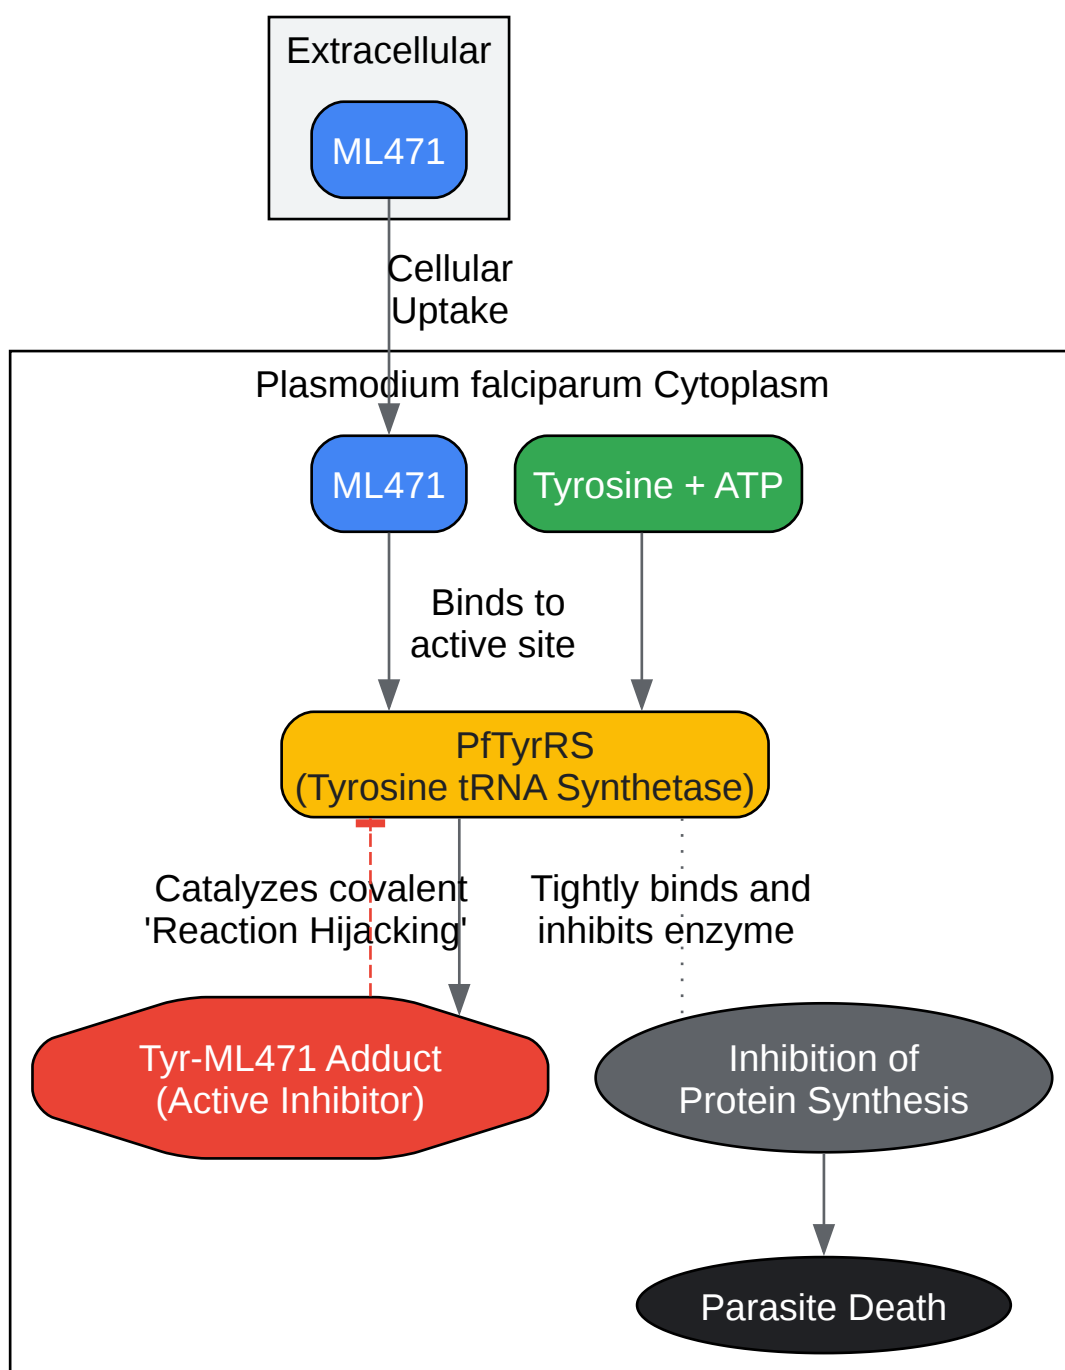 Extracellular
ML471
Cellular
Uptake
Plasmodium falciparum Cytoplasm
ML471
Tyrosine + ATP
Binds to
active site
PfTyrRS
(Tyrosine tRNA Synthetase)
Catalyzes covalent
'Reaction Hijacking'
Tightly binds and
inhibits enzyme
Tyr-ML471 Adduct
(Active Inhibitor)
Inhibition of
Protein Synthesis
Parasite Death